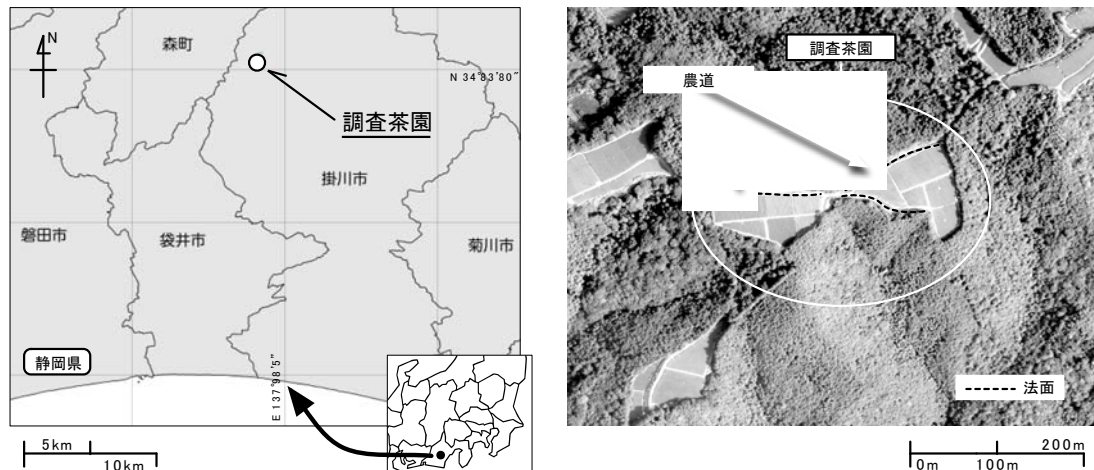 N
森町
N 34°83′80″
調査茶園
掛川市
磐田市
袋井市
菊川市
静岡県
E 137°98′5″
5km
10km
調査茶園
農道
法面
200m
0m
100m